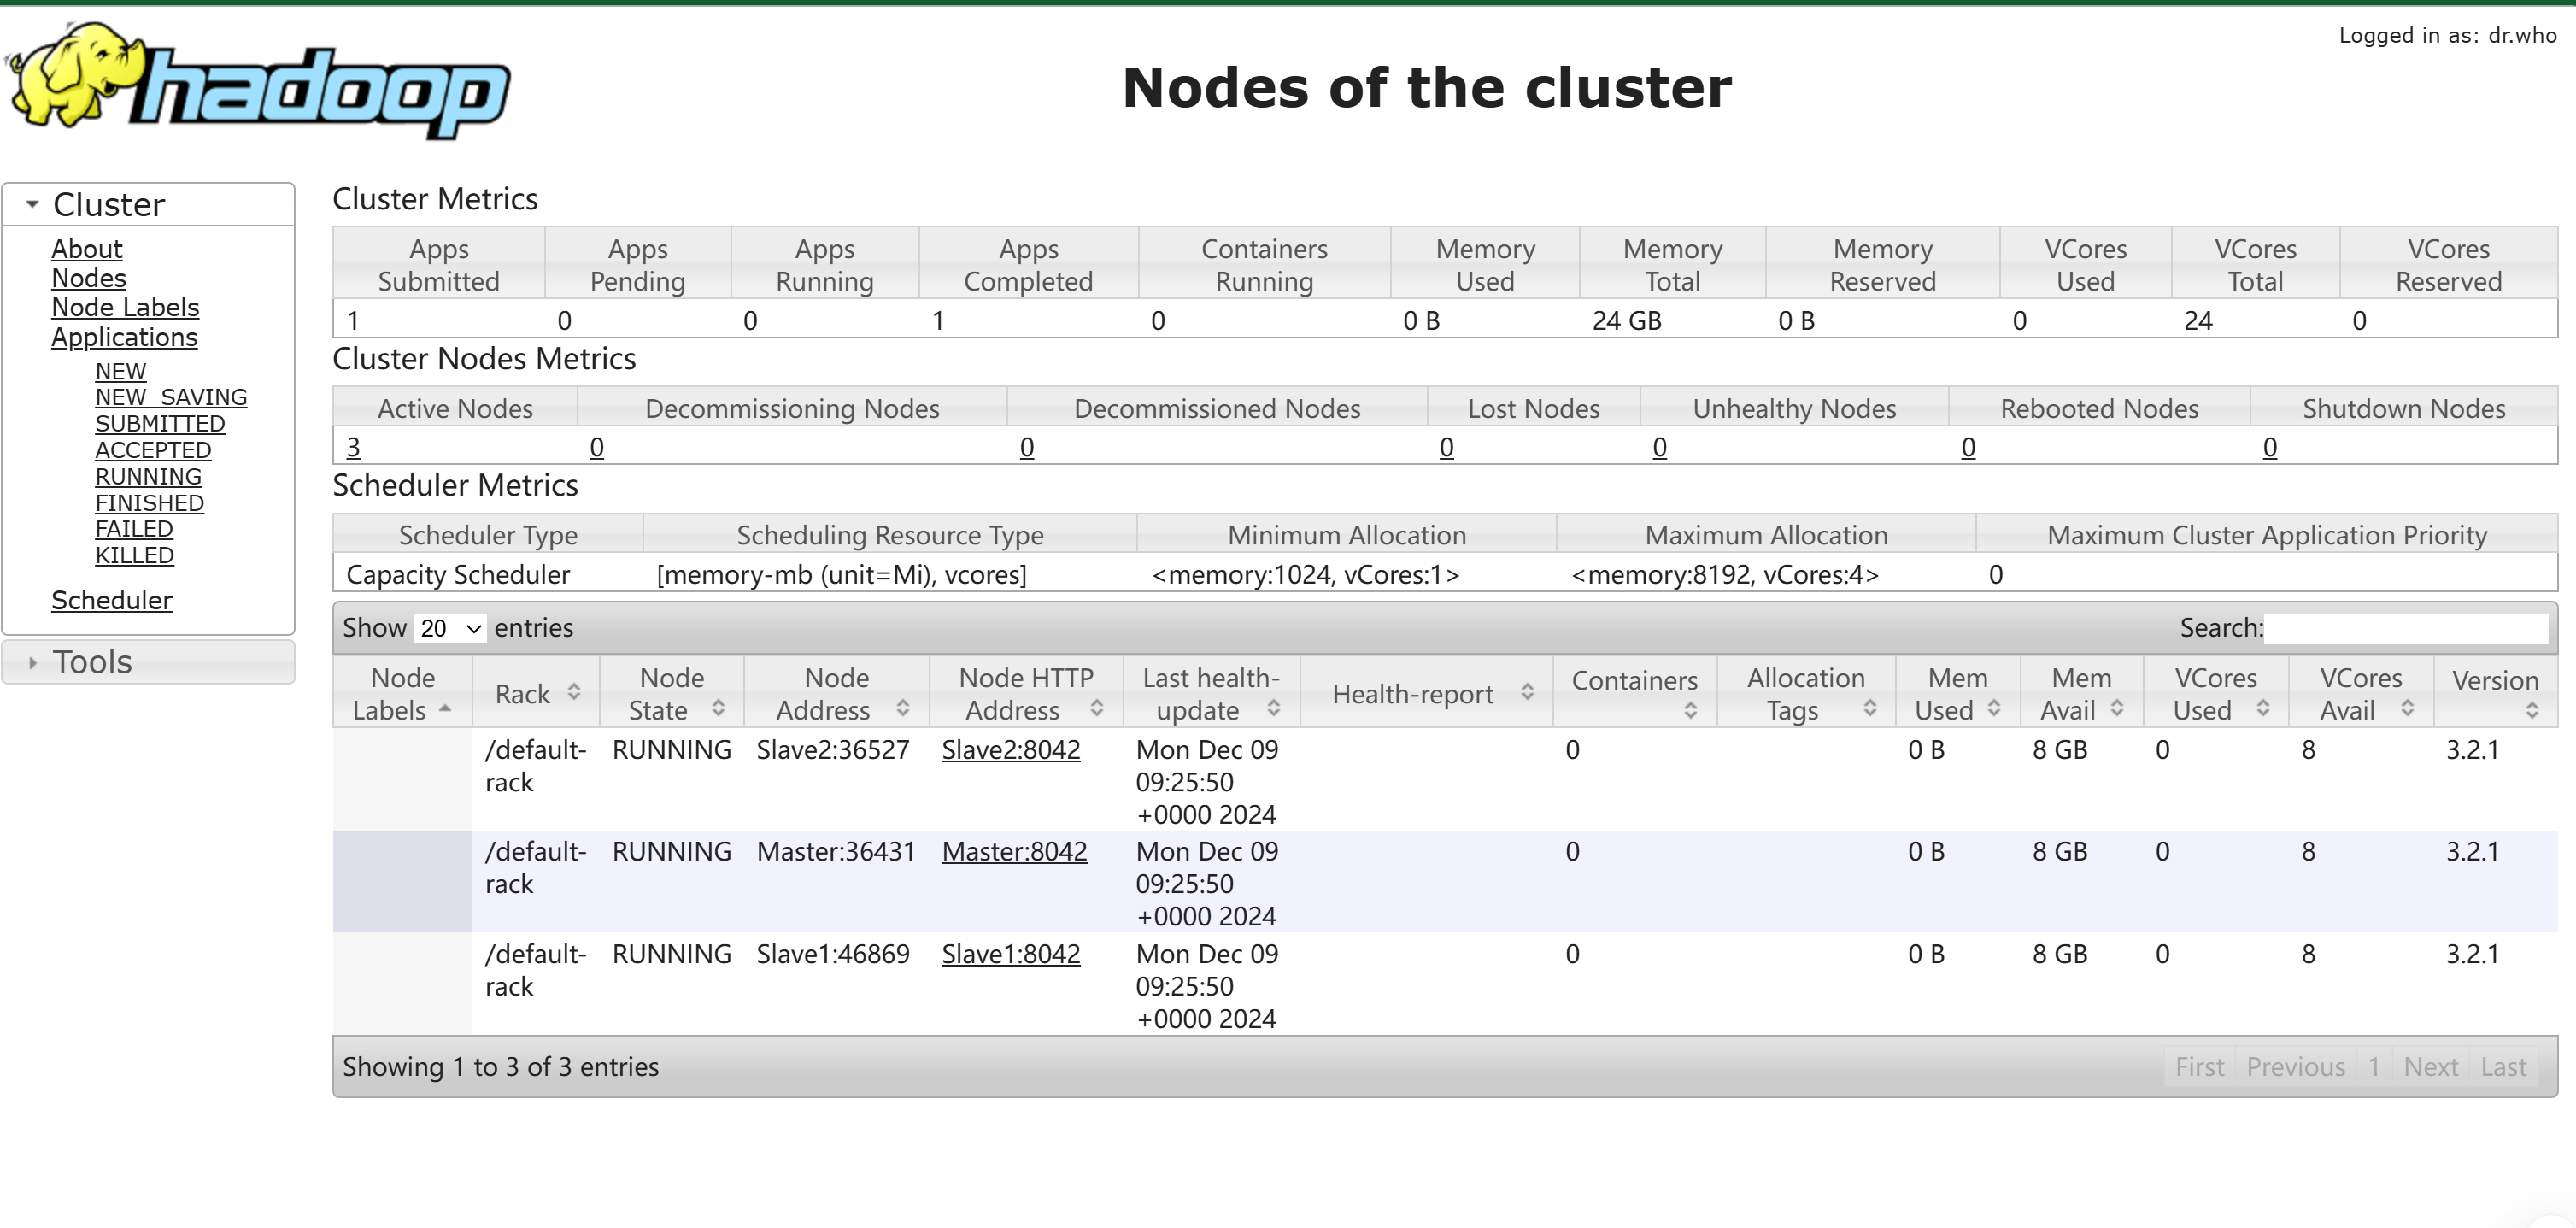 hadoop
Logged in as: dr.who
Nodes of the cluster
Cluster
About
Nodes
Node Labels
Applications
NEW
NEW_SAVING
SUBMITTED
ACCEPTED
RUNNING
FINISHED
FAILED
KILLED
Scheduler
Tools
Cluster Metrics
Apps Submitted Apps Pending Apps Running Apps Completed Containers Running Memory Used Memory Total Memory Reserved VCores Used VCores Total VCores Reserved
1 0 0 1 0 0 B 24 GB 0 B 0 24 0
Cluster Nodes Metrics
Active Nodes Decommissioning Nodes Decommissioned Nodes Lost Nodes Unhealthy Nodes Rebooted Nodes Shutdown Nodes
3 0 0 0 0 0 0
Scheduler Metrics
Scheduler Type Scheduling Resource Type Minimum Allocation Maximum Allocation Maximum Cluster Application Priority
Capacity Scheduler [memory-mb (unit=Mi), vcores] <memory:1024, vCores:1> <memory:8192, vCores:4> 0
Show 20 entries Search:
Node Labels Rack Node State Node Address Node HTTP Address Last health-update Health-report Containers Allocation Tags Mem Used Mem Avail VCores Used VCores Avail Version
/default-rack RUNNING Slave2:36527 Slave2:8042 Mon Dec 09 09:25:50 +0000 2024 0 0 B 8 GB 0 8 3.2.1
/default-rack RUNNING Master:36431 Master:8042 Mon Dec 09 09:25:50 +0000 2024 0 0 B 8 GB 0 8 3.2.1
/default-rack RUNNING Slave1:46869 Slave1:8042 Mon Dec 09 09:25:50 +0000 2024 0 0 B 8 GB 0 8 3.2.1
Showing 1 to 3 of 3 entries First Previous 1 Next Last